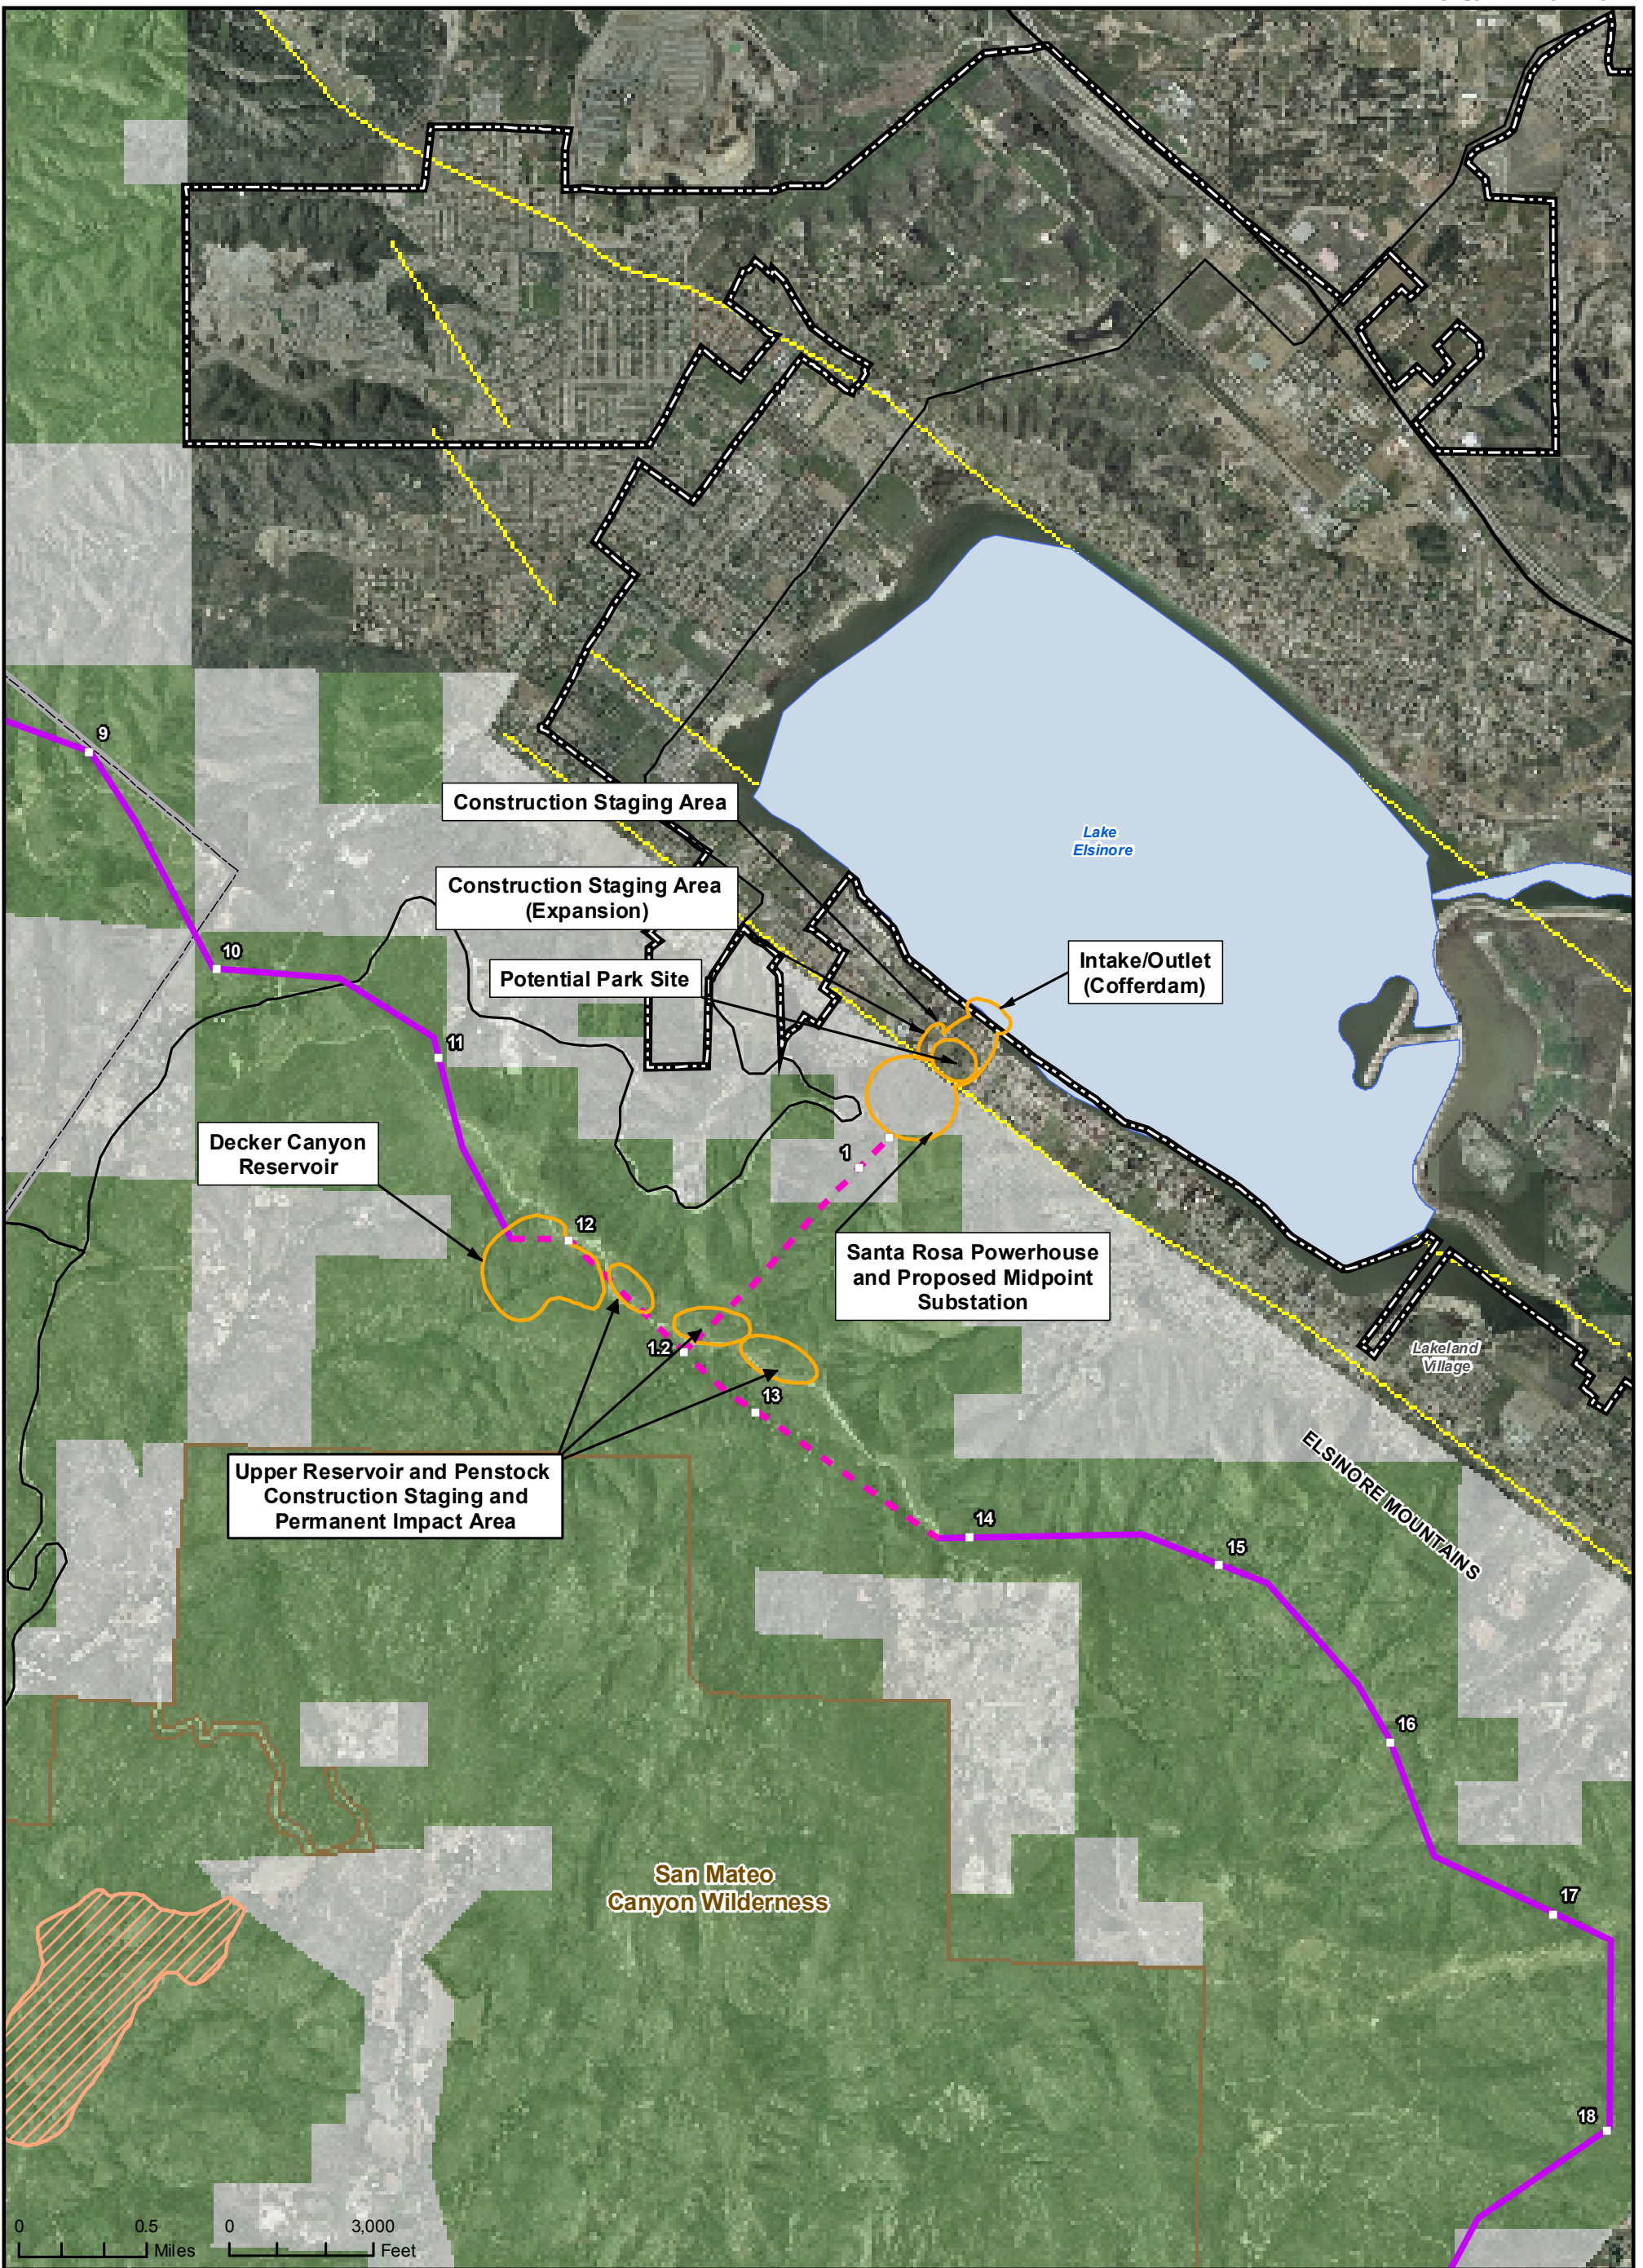 9
Construction Staging Area
Lake
Elsinore
Construction Staging Area
(Expansion)
10
Intake/Outlet
(Cofferdam)
Potential Park Site
11
Decker Canyon
Reservoir
1
12
Santa Rosa Powerhouse
and Proposed Midpoint
Substation
1.2
Lakeland
Village
13
ELSINORE MOUNTAINS
Upper Reservoir and Penstock
Construction Staging and
Permanent Impact Area
14
15
16
San Mateo
Canyon Wilderness
17
18
0 0.5 Miles
0 3,000 Feet